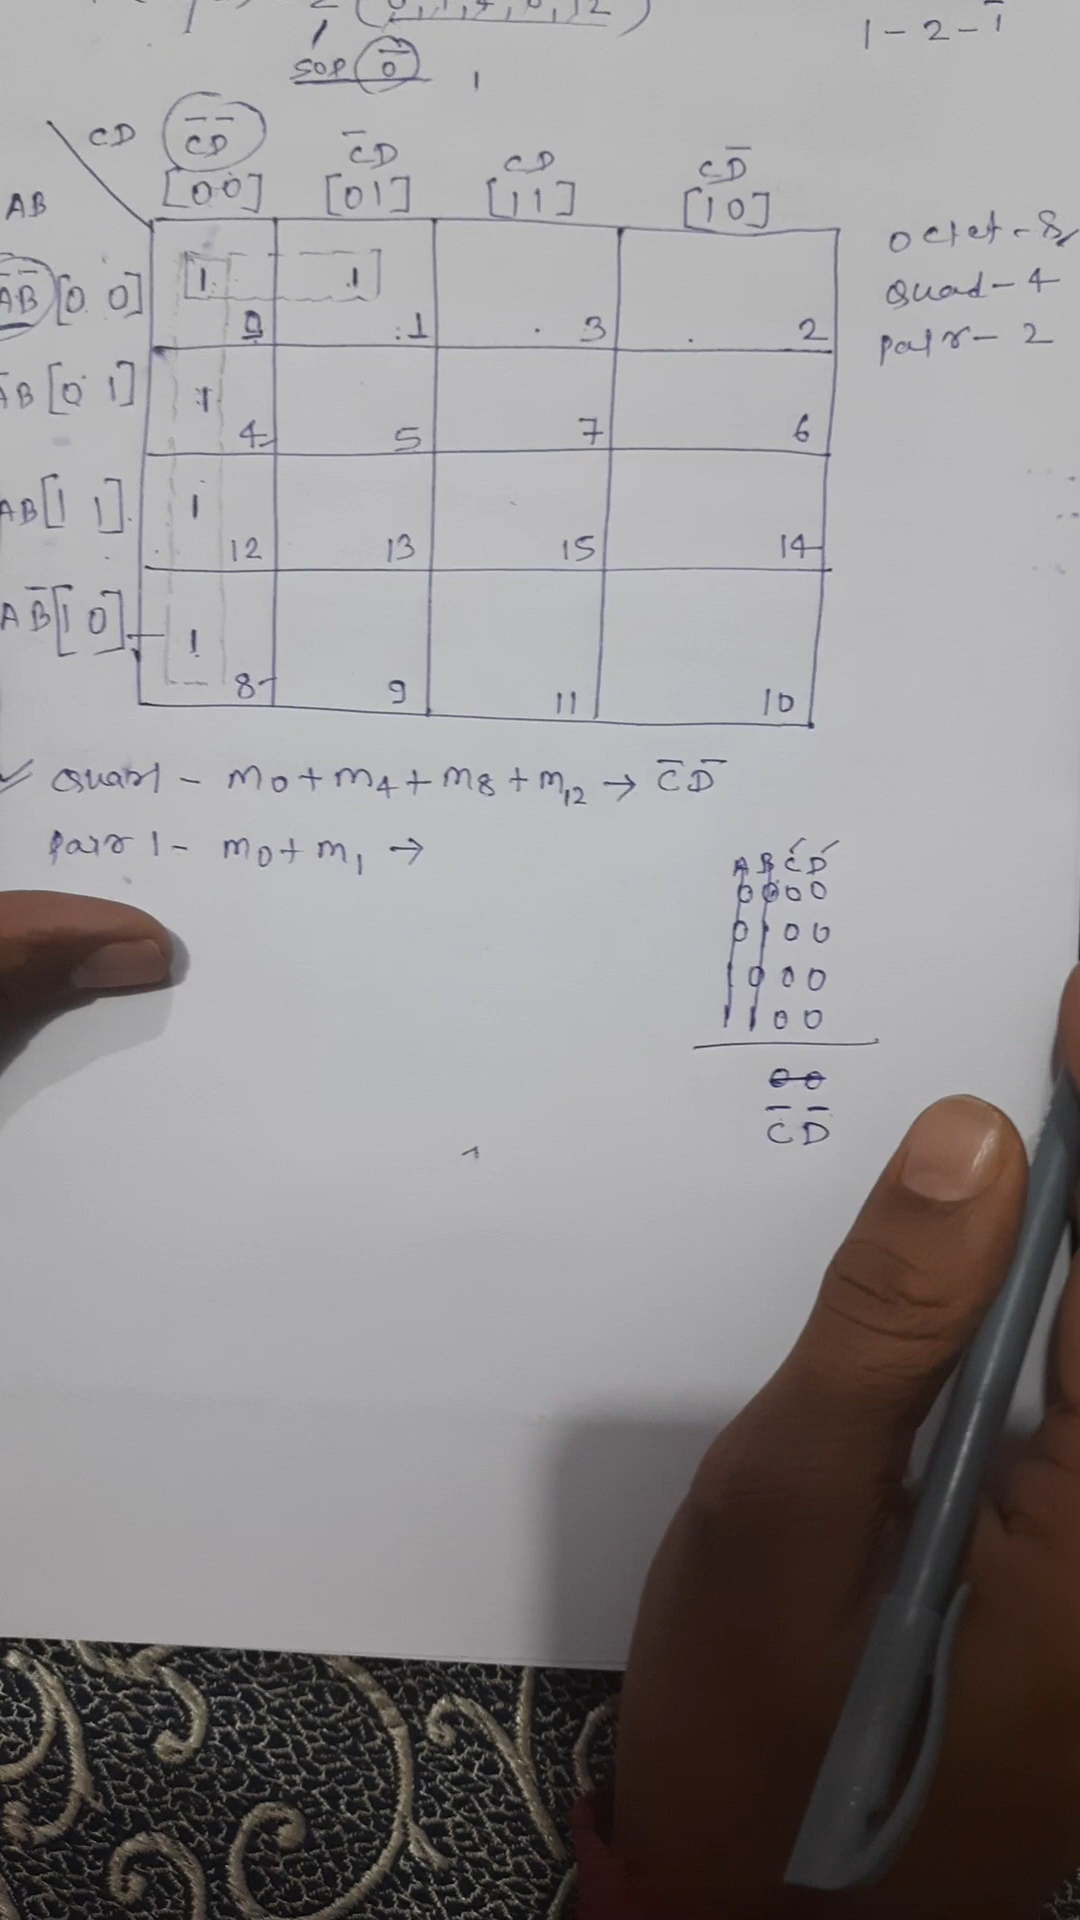 1 - 2 - 1
SOP 0̄
CD C̄D̄ C̄D CD CD̄
[00] [01] [11] [10]
AB
ĀB̄ [0 0] 1 0 1 1 3 2
ĀB [0 1] 1 4 5 7 6
AB [1 1] 1 12 13 15 14
AB̄ [1 0] 1 8 9 11 10
octet - 8
Quad - 4
Pair - 2
Quad 1 - m0 + m4 + m8 + m12 → C̄D̄
Pair 1 - m0 + m1 →
A B C D
0 0 0 0
0 1 0 0
1 0 0 0
1 1 0 0
0 0
C̄ D̄